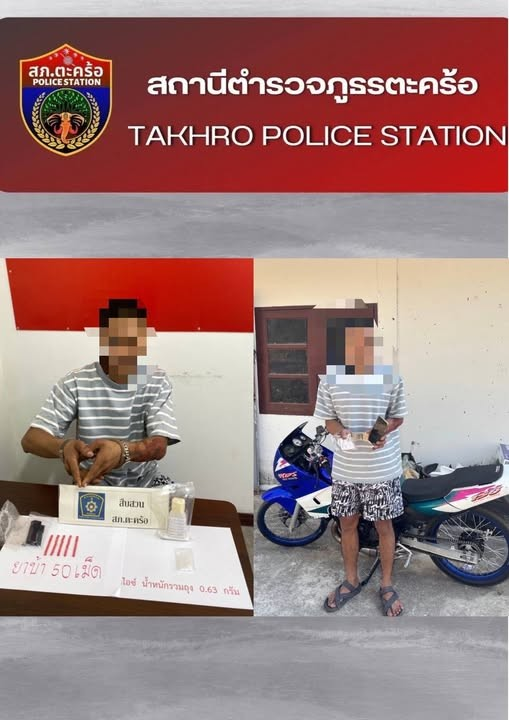 สภ.ตะคร้อ
POLICE STATION
สถานีตำรวจภูธรตะคร้อ
TAKHRO POLICE STATION
สืบสวน
สภ.ตะคร้อ
ยาบ้า 50 เม็ด
ไอซ์ น้ำหนักรวมถุง 0.63 กรัม